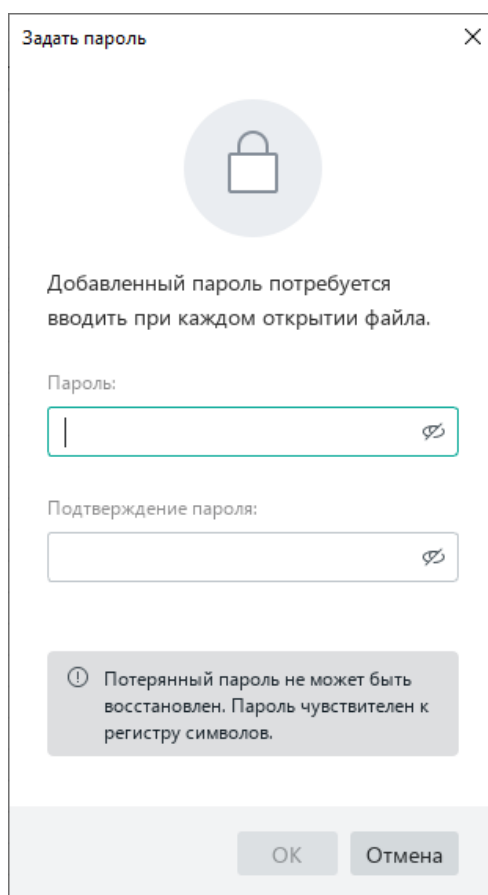 Задать пароль
Добавленный пароль потребуется
вводить при каждом открытии файла.
Пароль:
Подтверждение пароля:
Потерянный пароль не может быть
восстановлен. Пароль чувствителен к
регистру символов.
ОК
Отмена